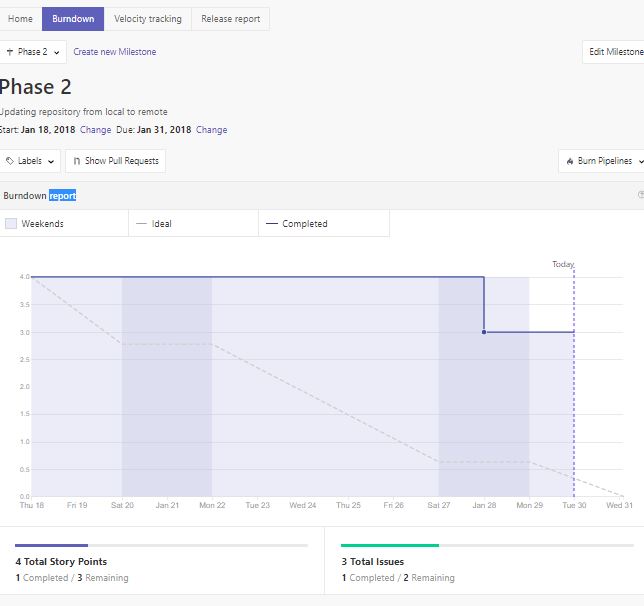 Home Burndown Velocity tracking Release report
Phase 2 Create new Milestone Edit Milestone
Phase 2
Updating repository from local to remote
Start: Jan 18, 2018 Change Due: Jan 31, 2018 Change
Labels Show Pull Requests Burn Pipelines
Burndown report
Weekends Ideal Completed
Today
4.0
3.5
3.0
2.5
2.0
1.5
1.0
0.5
0.0
Thu 18 Fri 19 Sat 20 Jan 21 Mon 22 Tue 23 Wed 24 Thu 25 Fri 26 Sat 27 Jan 28 Mon 29 Tue 30 Wed 31
4 Total Story Points 3 Total Issues
1 Completed / 3 Remaining 1 Completed / 2 Remaining